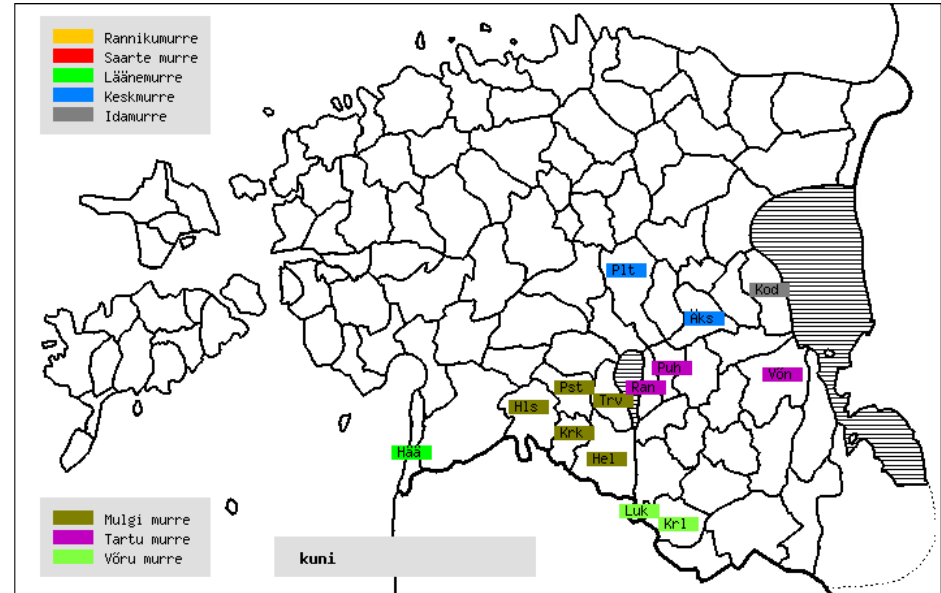 Rannikumurre
Saarte murre
Läänemurre
Keskmurre
Idamurre
Plt
Kod
Äks
Puh
Võn
Ran
Pst
Trv
Hls
Krk
Hää
Hel
Luk
Krl
Mulgi murre
Tartu murre
Võru murre
kuni